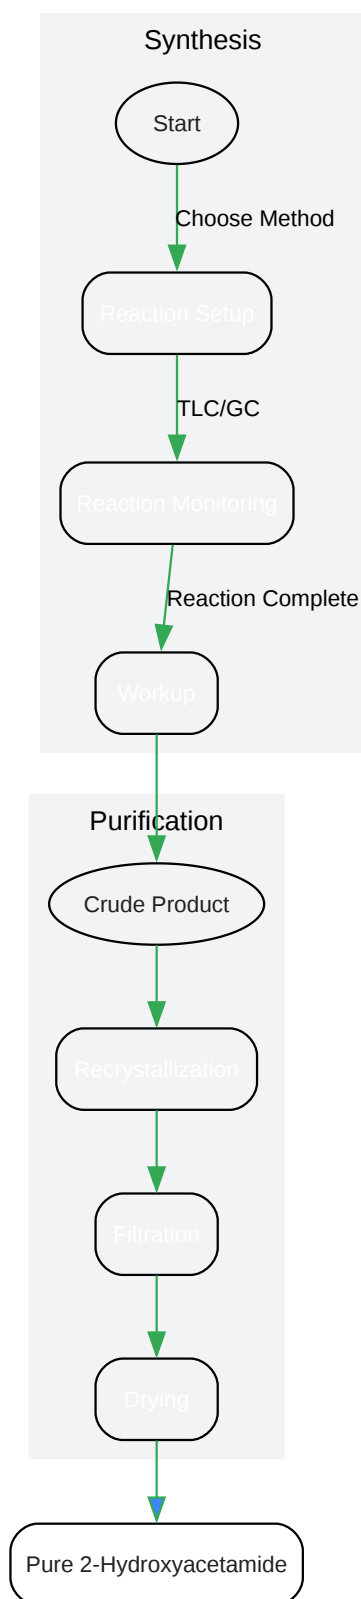 Synthesis
Start
Choose Method
Reaction Setup
TLC/GC
Reaction Monitoring
Reaction Complete
Workup
Purification
Crude Product
Recrystallization
Filtration
Drying
Pure 2-Hydroxyacetamide